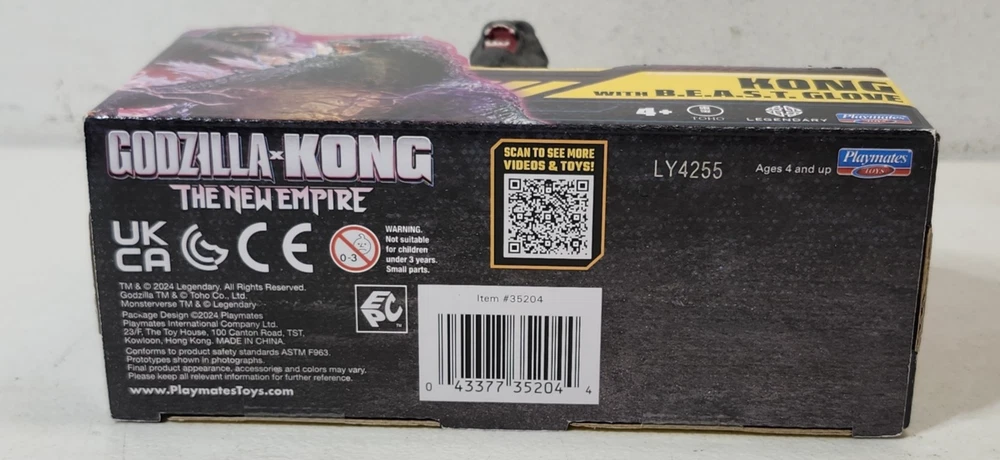 KONG
WITH B.E.A.S.T. GLOVE
4+
TOHO
LEGENDARY
Playmates
GODZILLA x KONG
THE NEW EMPIRE
SCAN TO SEE MORE
VIDEOS & TOYS!
LY4255
Ages 4 and up
Playmates
TOYS
UK
CA
CE
0-3
WARNING.
Not suitable
for children
under 3 years.
Small parts.
TM & © 2024 Legendary. All Rights Reserved.
Godzilla TM & © Toho Co., Ltd.
Monsterverse TM & © Legendary
Package Design ©2024 Playmates
Playmates International Company Ltd.
23/F, The Toy House, 100 Canton Road, TST,
Kowloon, Hong Kong. MADE IN CHINA.
Conforms to product safety standards ASTM F963.
Prototypes shown in photographs.
Final product appearance, accessories and colors may vary.
Please keep all relevant information for further reference.
www.PlaymatesToys.com
EPC
TM
Item #35204
0 43377 35204 4